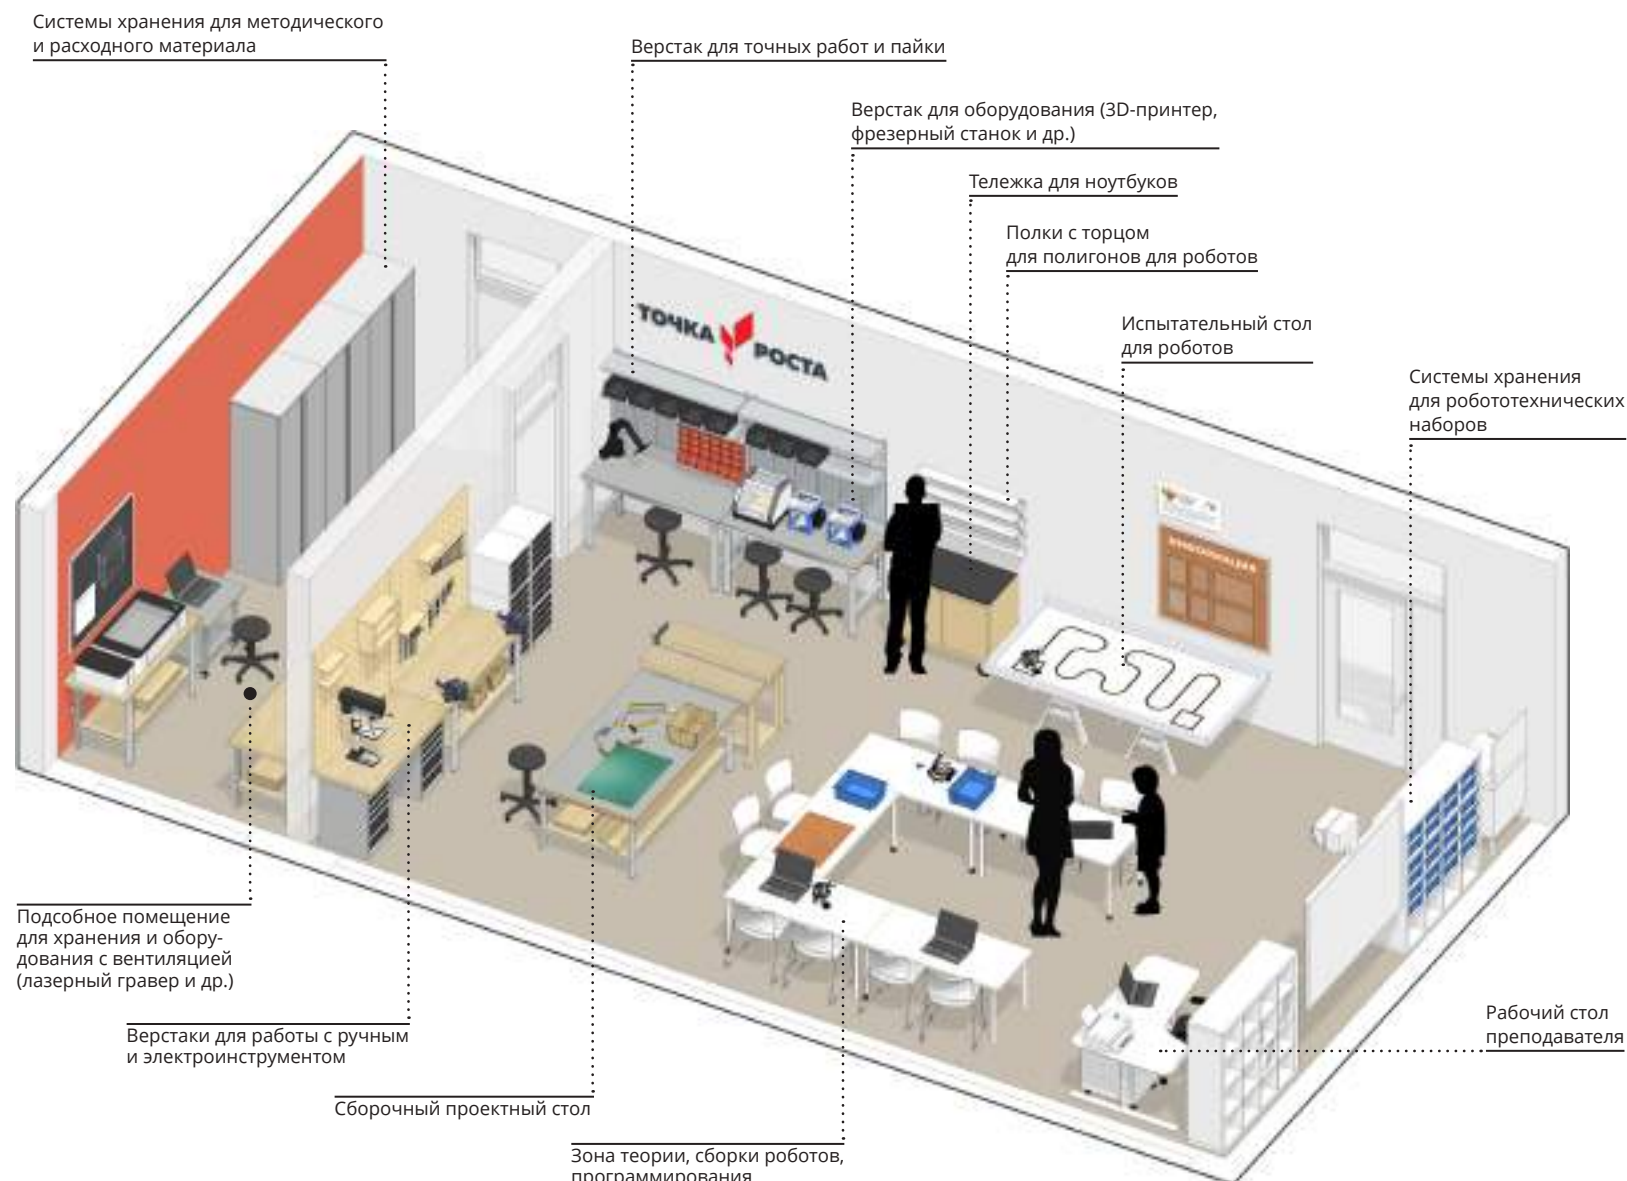 Системы хранения для методического
и расходного материала
Верстак для точных работ и пайки
Верстак для оборудования (3D-принтер,
фрезерный станок и др.)
Тележка для ноутбуков
Полки с торцом
для полигонов для роботов
Испытательный стол
для роботов
Системы хранения
для робототехнических
наборов
ТОЧКА
РОСТА
ИНФОРМАЦИЯ
Подсобное помещение
для хранения и обору-
дования с вентиляцией
(лазерный гравер и др.)
Верстаки для работы с ручным
и электроинструментом
Сборочный проектный стол
Зона теории, сборки роботов,
программирования
Рабочий стол
преподавателя